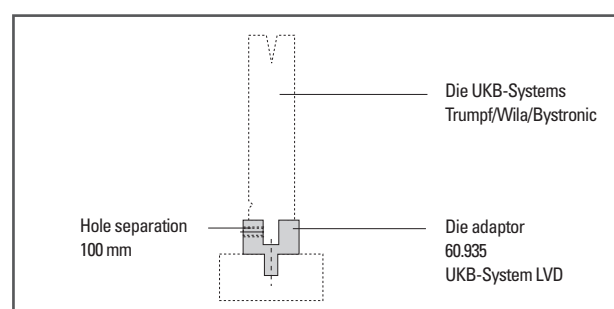 Die UKB-Systems
Trumpf/Wila/Bystronic
Hole separation
100 mm
Die adaptor
60.935
UKB-System LVD